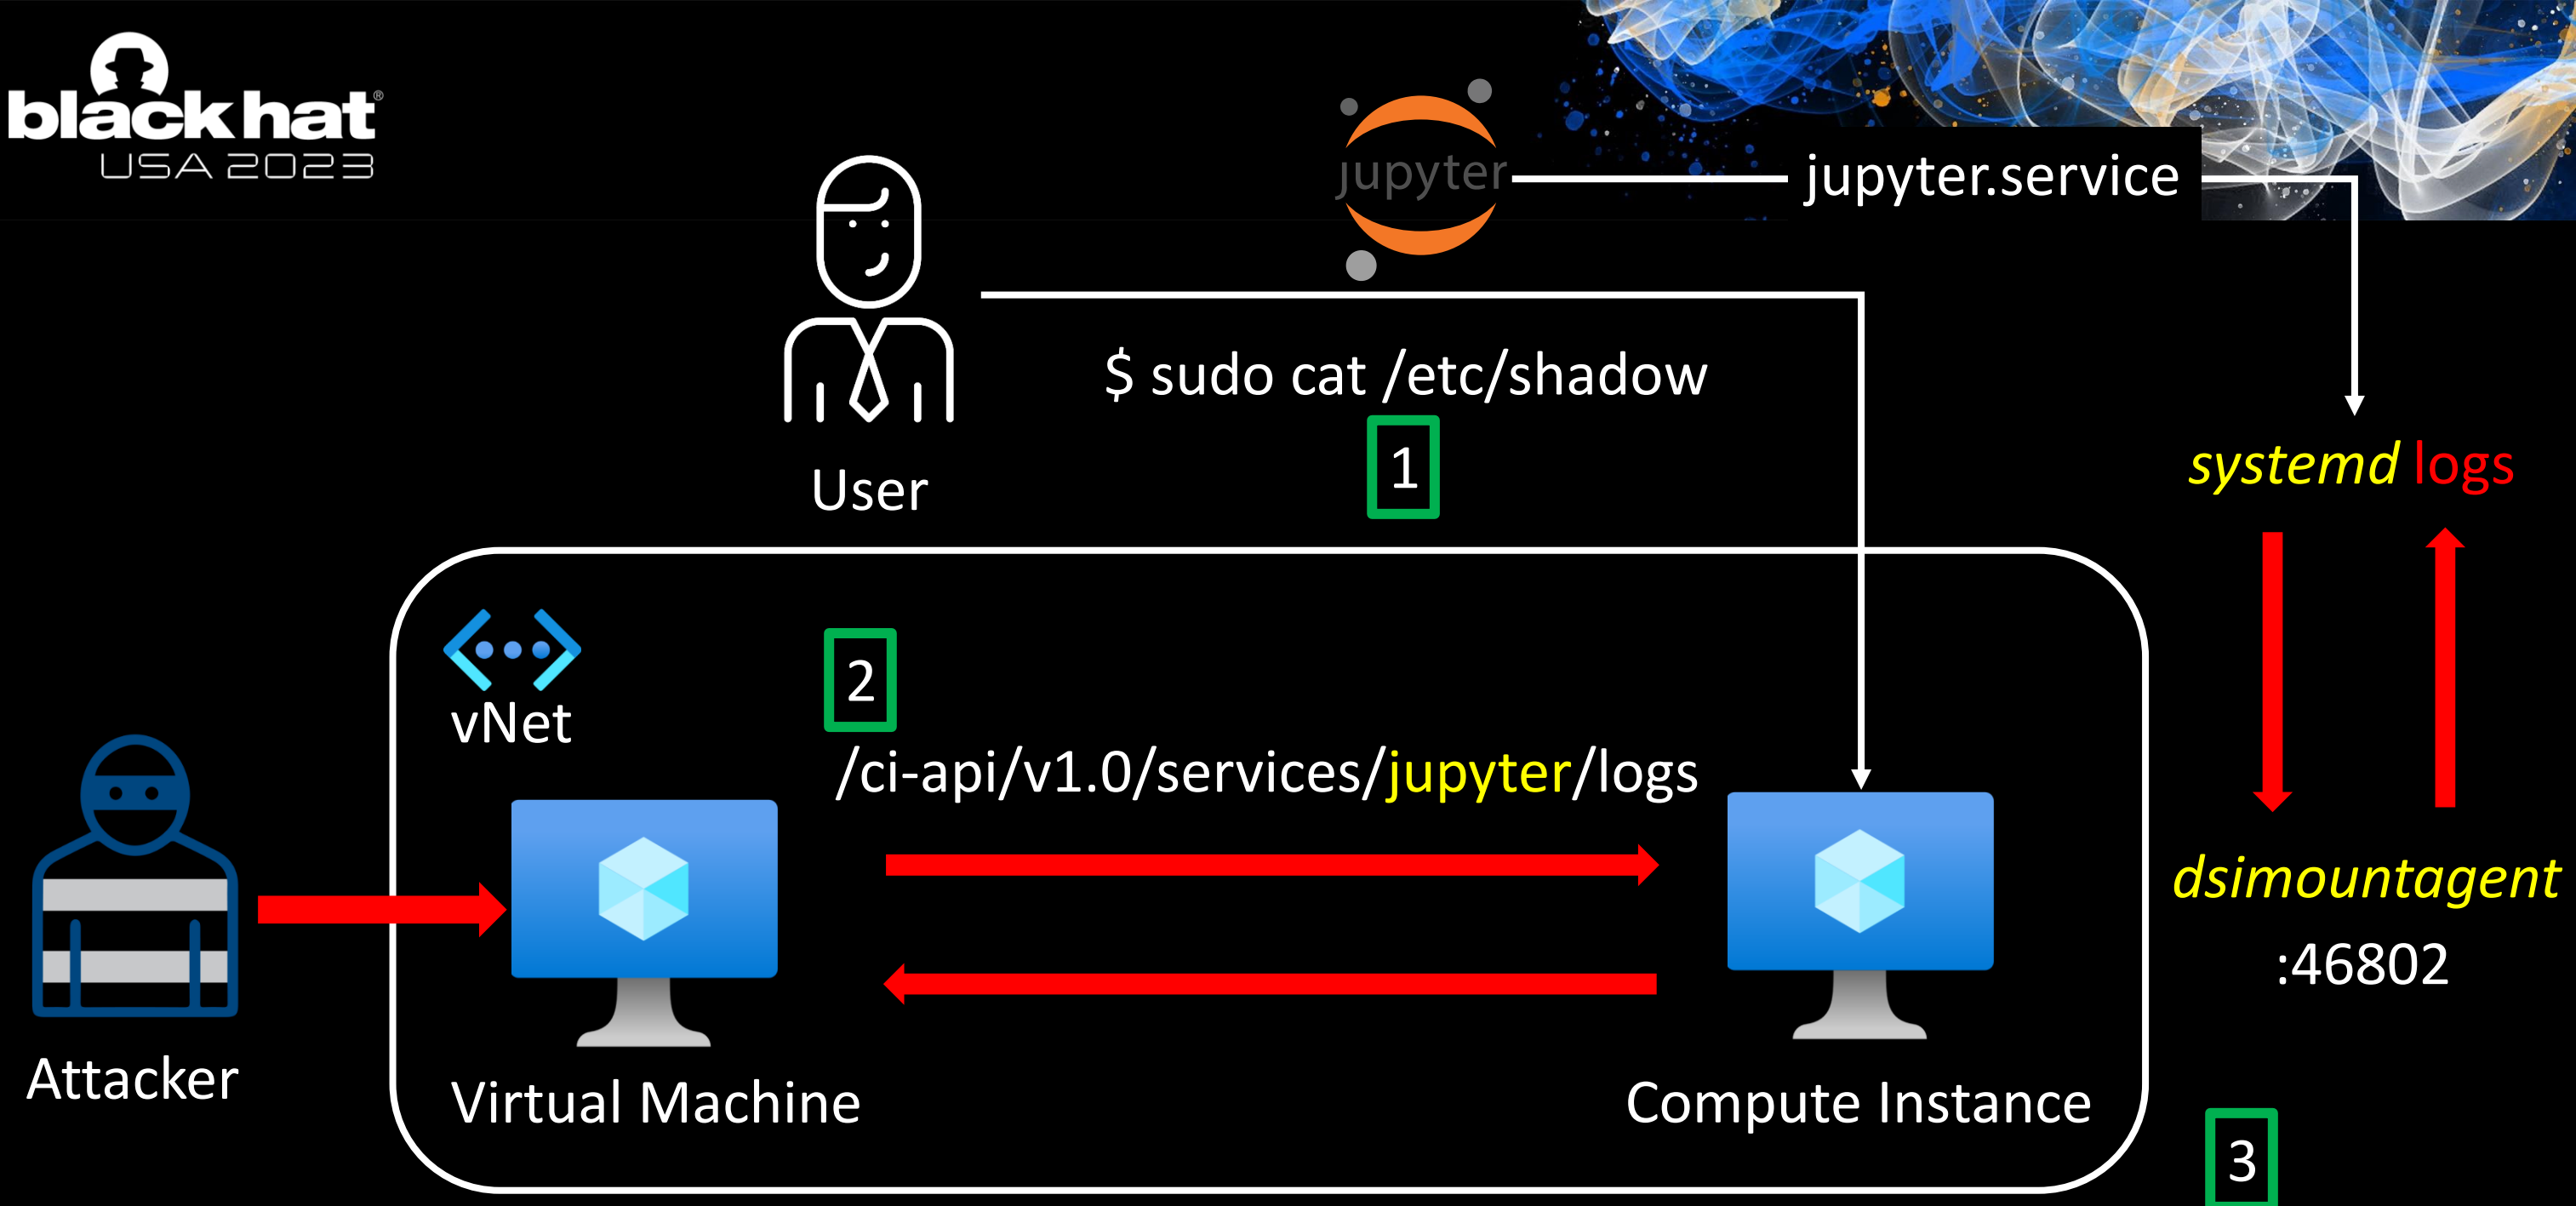 black hat®
USA 2023
jupyter
jupyter.service
$ sudo cat /etc/shadow
1
User
systemd logs
vNet
2
/ci-api/v1.0/services/jupyter/logs
dsimountagent
:46802
Attacker
Virtual Machine
Compute Instance
3